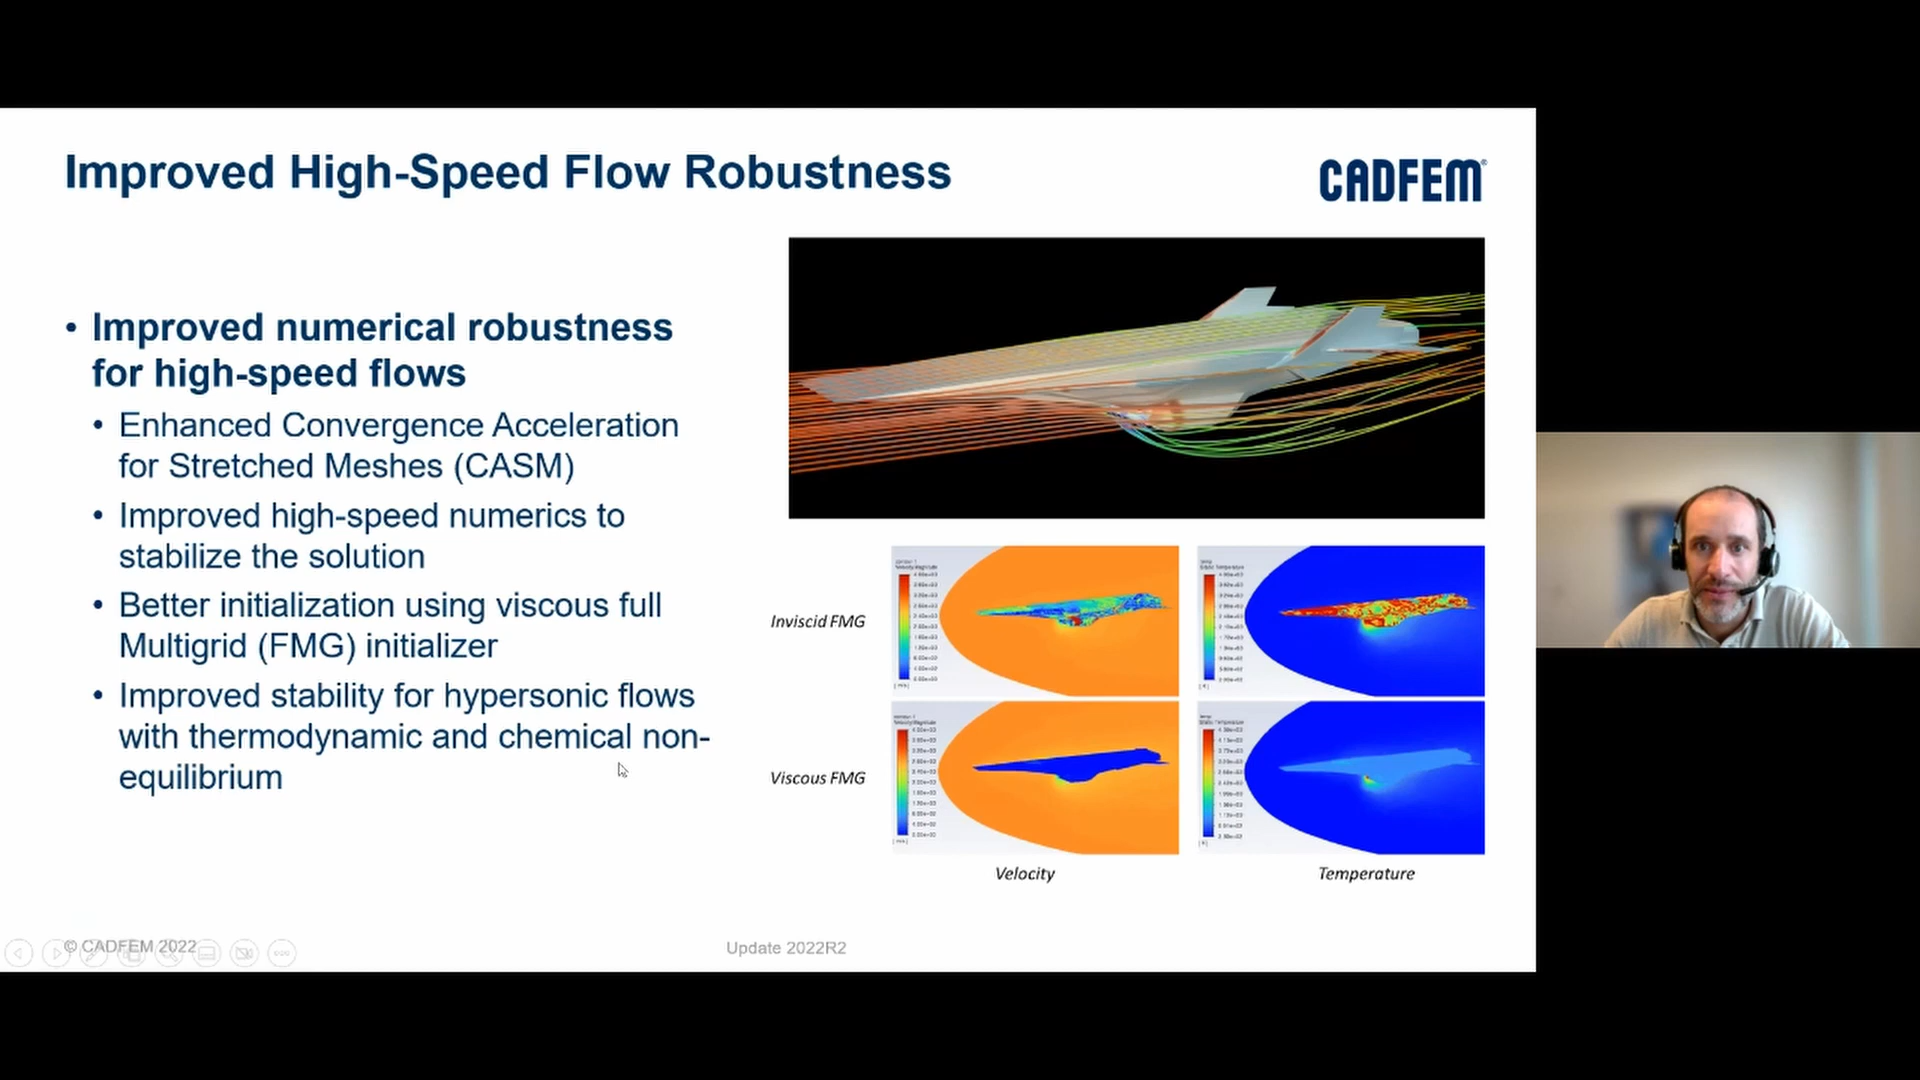 Improved High-Speed Flow Robustness
CADFEM®
• Improved numerical robustness
for high-speed flows
• Enhanced Convergence Acceleration
for Stretched Meshes (CASM)
• Improved high-speed numerics to
stabilize the solution
• Better initialization using viscous full
Multigrid (FMG) initializer
• Improved stability for hypersonic flows
with thermodynamic and chemical non-
equilibrium
Inviscid FMG
Viscous FMG
Velocity
Temperature
© CADFEM 2022
Update 2022R2